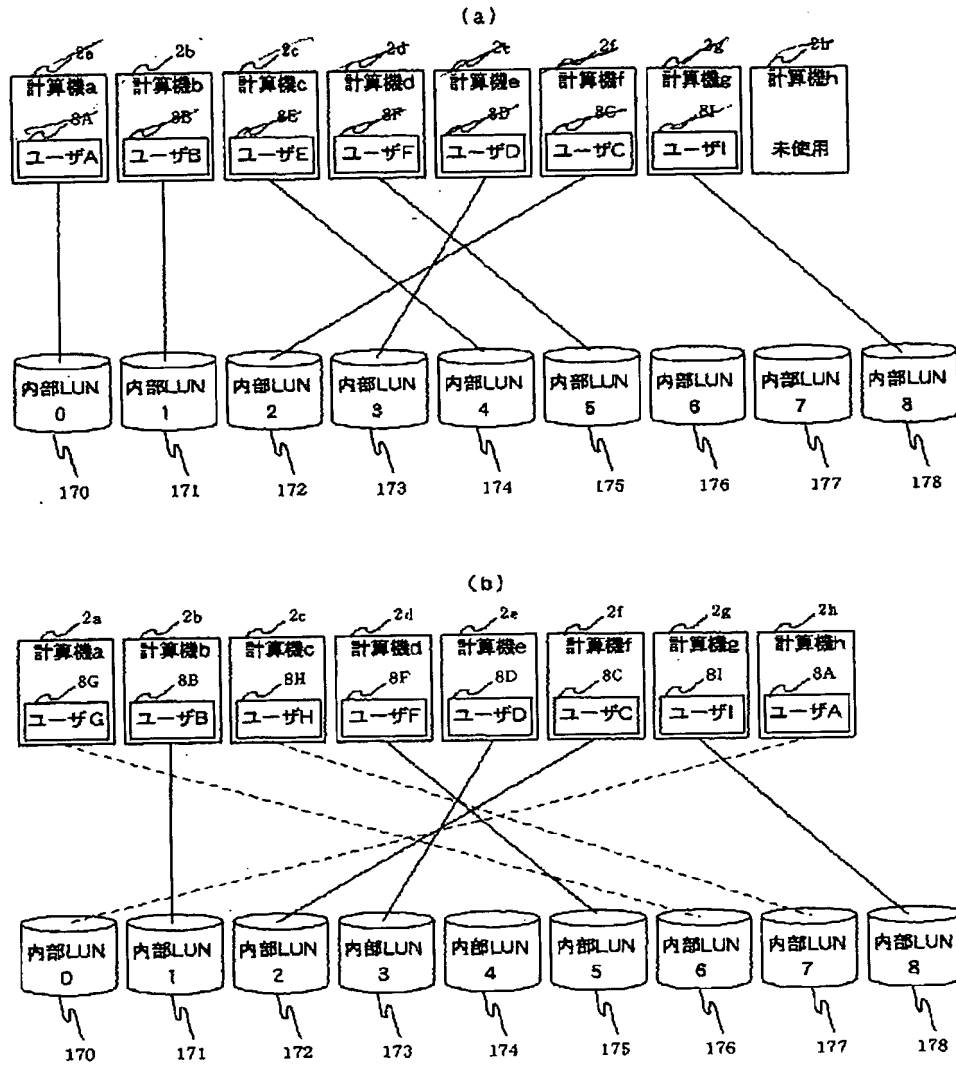 (a)
2a 2b 2c 2d 2e 2f 2g 2h
計算機a 計算機b 計算機c 計算機d 計算機e 計算機f 計算機g 計算機h
8A 8B 8E 8F 8D 8C 8I
ユーザA ユーザB ユーザE ユーザF ユーザD ユーザC ユーザI 未使用
内部LUN 内部LUN 内部LUN 内部LUN 内部LUN 内部LUN 内部LUN 内部LUN 内部LUN
0 1 2 3 4 5 6 7 8
170 171 172 173 174 175 176 177 178
(b)
2a 2b 2c 2d 2e 2f 2g 2h
計算機a 計算機b 計算機c 計算機d 計算機e 計算機f 計算機g 計算機h
8G 8B 8H 8F 8D 8C 8I 8A
ユーザG ユーザB ユーザH ユーザF ユーザD ユーザC ユーザI ユーザA
内部LUN 内部LUN 内部LUN 内部LUN 内部LUN 内部LUN 内部LUN 内部LUN 内部LUN
0 1 2 3 4 5 6 7 8
170 171 172 173 174 175 176 177 178